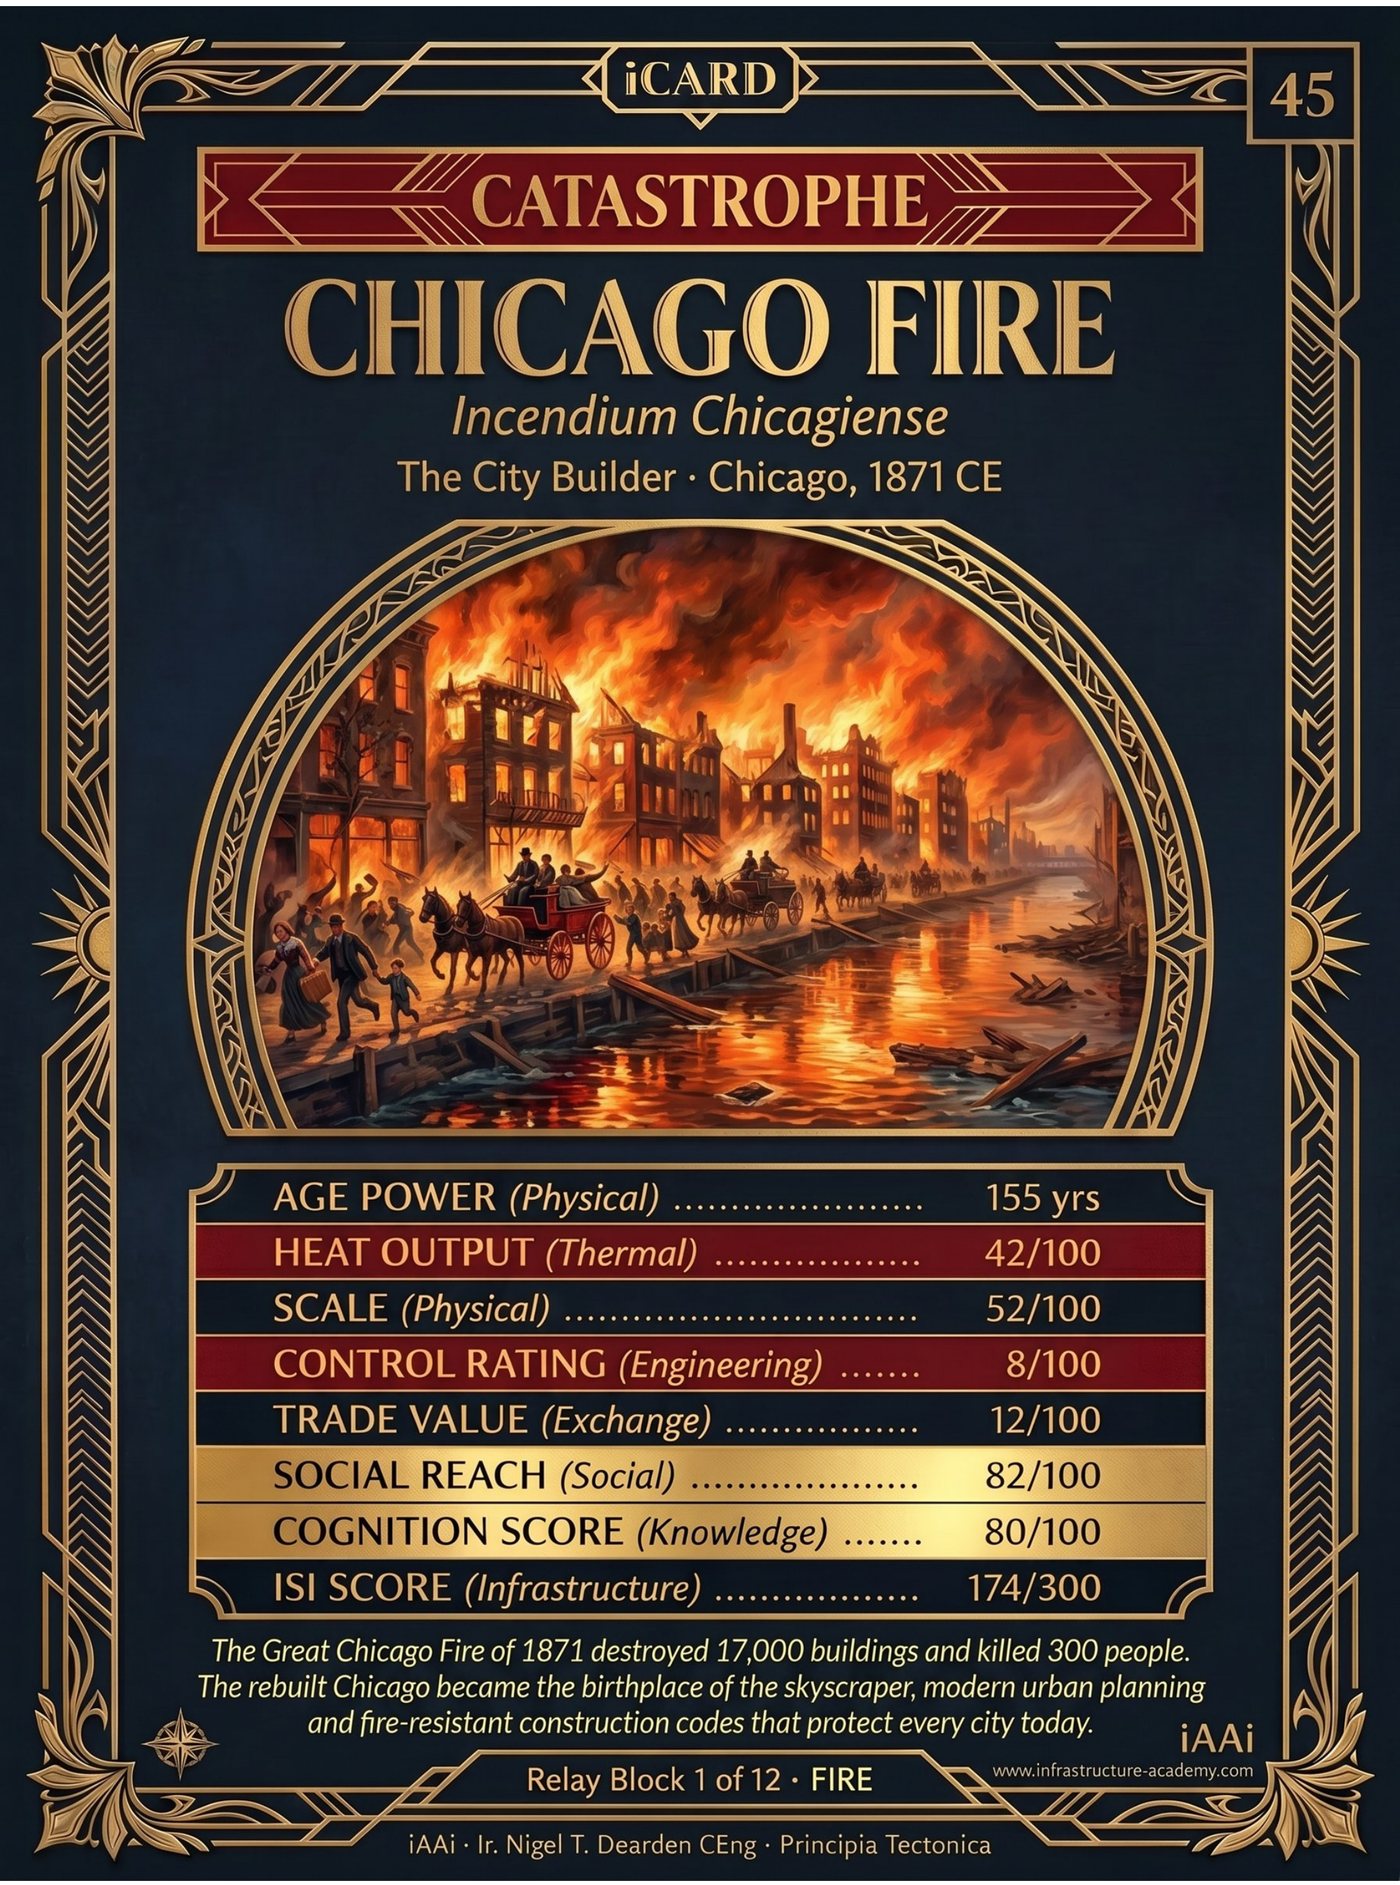 iCARD
45
CATASTROPHE
CHICAGO FIRE
Incendium Chicagiense
The City Builder · Chicago, 1871 CE
AGE POWER (Physical) ...................... 155 yrs
HEAT OUTPUT (Thermal) .................. 42/100
SCALE (Physical) ............................... 52/100
CONTROL RATING (Engineering) ....... 8/100
TRADE VALUE (Exchange) ................. 12/100
SOCIAL REACH (Social) .................... 82/100
COGNITION SCORE (Knowledge) ....... 80/100
ISI SCORE (Infrastructure) .................. 174/300
The Great Chicago Fire of 1871 destroyed 17,000 buildings and killed 300 people.
The rebuilt Chicago became the birthplace of the skyscraper, modern urban planning
and fire-resistant construction codes that protect every city today.
iAAi
www.infrastructure-academy.com
Relay Block 1 of 12 · FIRE
iAAi · Ir. Nigel T. Dearden CEng · Principia Tectonica